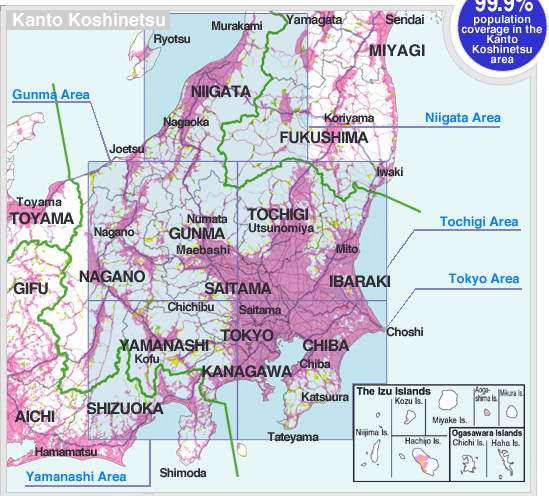 Kanto Koshinetsu
99.9%
population
coverage in the
Kanto
Koshinetsu
area
Murakami
Yamagata
Sendai
Ryotsu
MIYAGI
NIIGATA
Gunma Area
Nagaoka
Koriyama
Niigata Area
FUKUSHIMA
Joetsu
Iwaki
Toyama
TOYAMA
Numata
TOCHIGI
Tochigi Area
Nagano
GUNMA
Utsunomiya
Maebashi
Mito
NAGANO
IBARAKI
Tokyo Area
GIFU
SAITAMA
Chichibu
Saitama
Choshi
TOKYO
YAMANASHI
CHIBA
Kofu
Chiba
KANAGAWA
Katsuura
AICHI
SHIZUOKA
Tateyama
Hamamatsu
Shimoda
Yamanashi Area
The Izu Islands
Kozu Is.
Miyake Is.
Aoga-
shima Is.
Mikura Is.
Niijima Is.
Hachijo Is.
Ogasawara Islands
Chichi Is.
Haha Is.